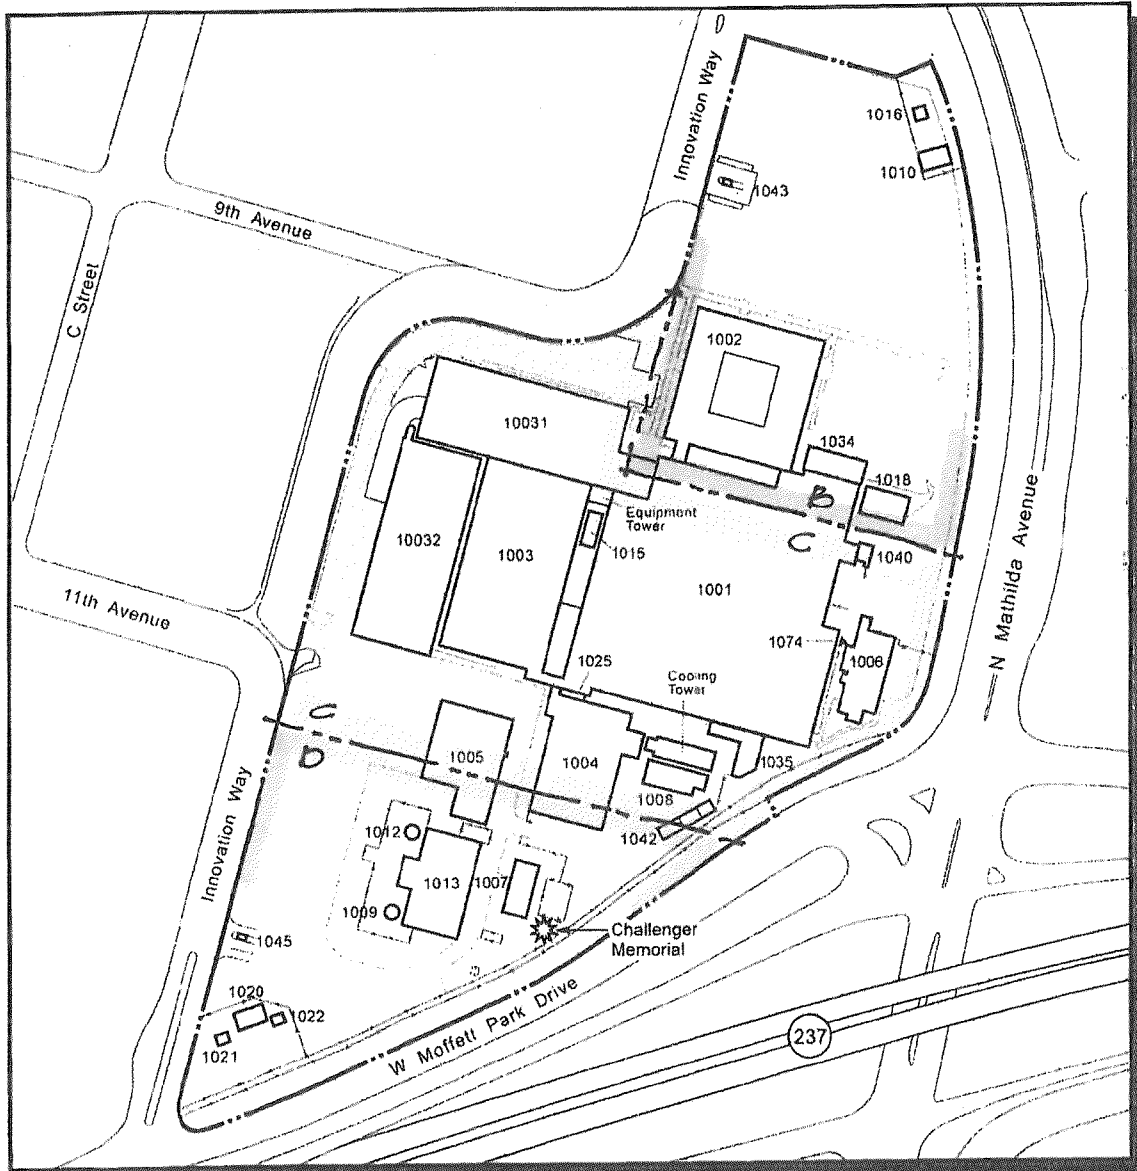 Innovation Way
1016
1010
1043
9th Avenue
C Street
1002
10031
1034
1018
B
Equipment
Tower
C
10032
1003
1015
1040
1001
N Mathilda Avenue
11th Avenue
1074
1006
1025
Cooling
Tower
C
D
1005
1004
1035
1008
1042
Innovation Way
1012
1013
1007
1009
Challenger
Memorial
1045
1020
1022
1021
W Moffett Park Drive
237